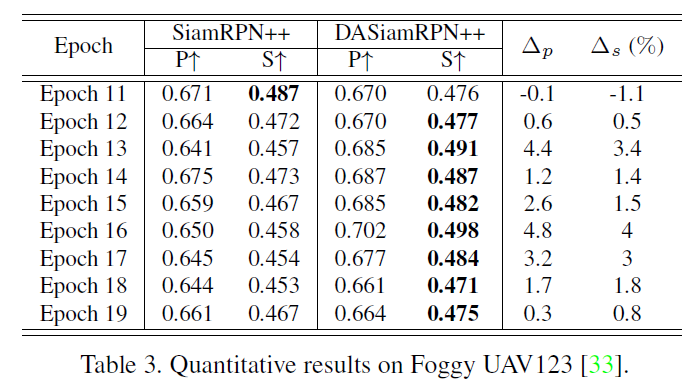 Epoch SiamRPN++ DASiamRPN++ Δp Δs (%)
P↑ S↑ P↑ S↑
Epoch 11 0.671 0.487 0.670 0.476 -0.1 -1.1
Epoch 12 0.664 0.472 0.670 0.477 0.6 0.5
Epoch 13 0.641 0.457 0.685 0.491 4.4 3.4
Epoch 14 0.675 0.473 0.687 0.487 1.2 1.4
Epoch 15 0.659 0.467 0.685 0.482 2.6 1.5
Epoch 16 0.650 0.458 0.702 0.498 4.8 4
Epoch 17 0.645 0.454 0.677 0.484 3.2 3
Epoch 18 0.644 0.453 0.661 0.471 1.7 1.8
Epoch 19 0.661 0.467 0.664 0.475 0.3 0.8
Table 3. Quantitative results on Foggy UAV123 [33].